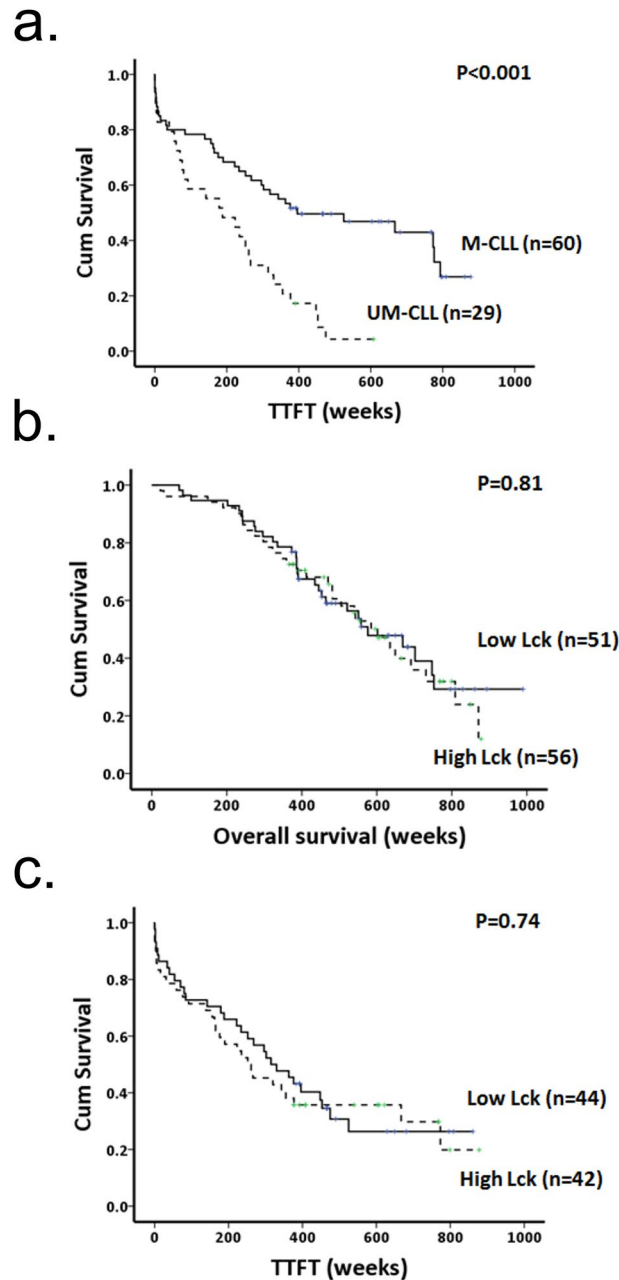 a.
P<0.001
1.0
0.8
0.6
0.4
0.2
0.0
Cum Survival
M-CLL (n=60)
UM-CLL (n=29)
0 200 400 600 800 1000
TTFT (weeks)
b.
P=0.81
1.0
0.8
0.6
0.4
0.2
0.0
Cum Survival
Low Lck (n=51)
High Lck (n=56)
0 200 400 600 800 1000
Overall survival (weeks)
c.
P=0.74
1.0
0.8
0.6
0.4
0.2
0.0
Cum Survival
Low Lck (n=44)
High Lck (n=42)
0 200 400 600 800 1000
TTFT (weeks)